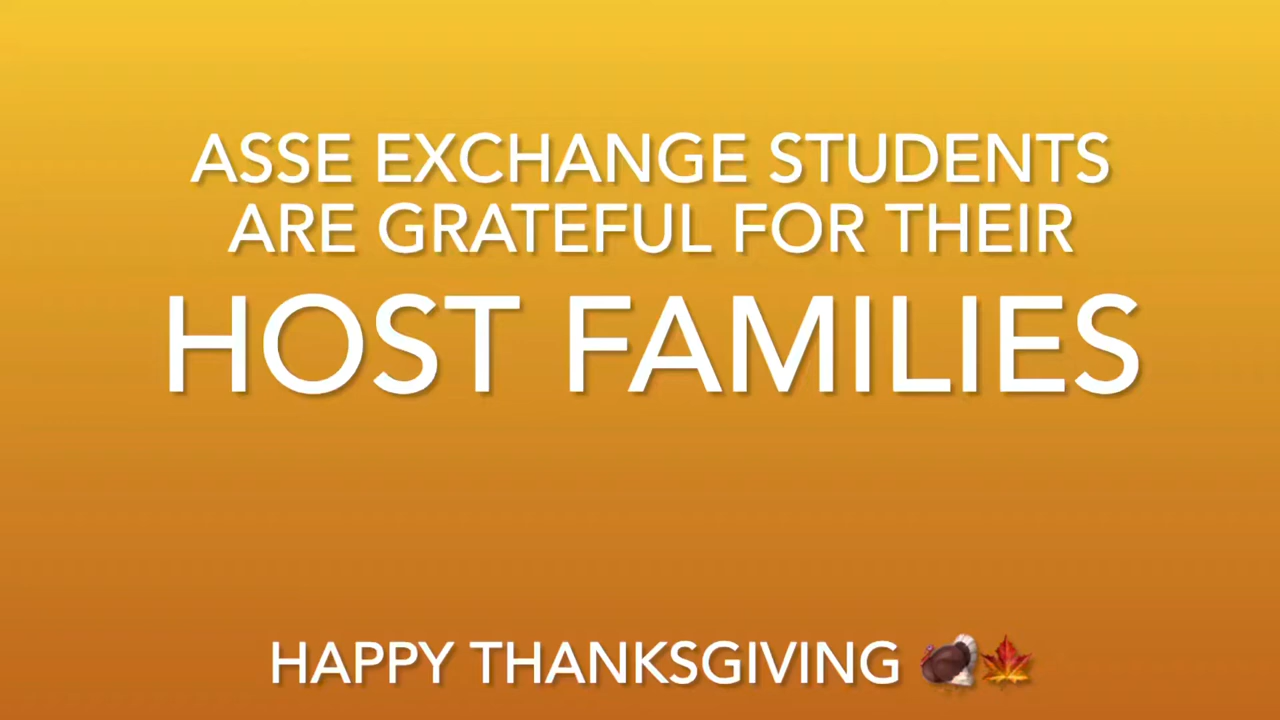 ASSE EXCHANGE STUDENTS
ARE GRATEFUL FOR THEIR
HOST FAMILIES
HAPPY THANKSGIVING 🦃🍁